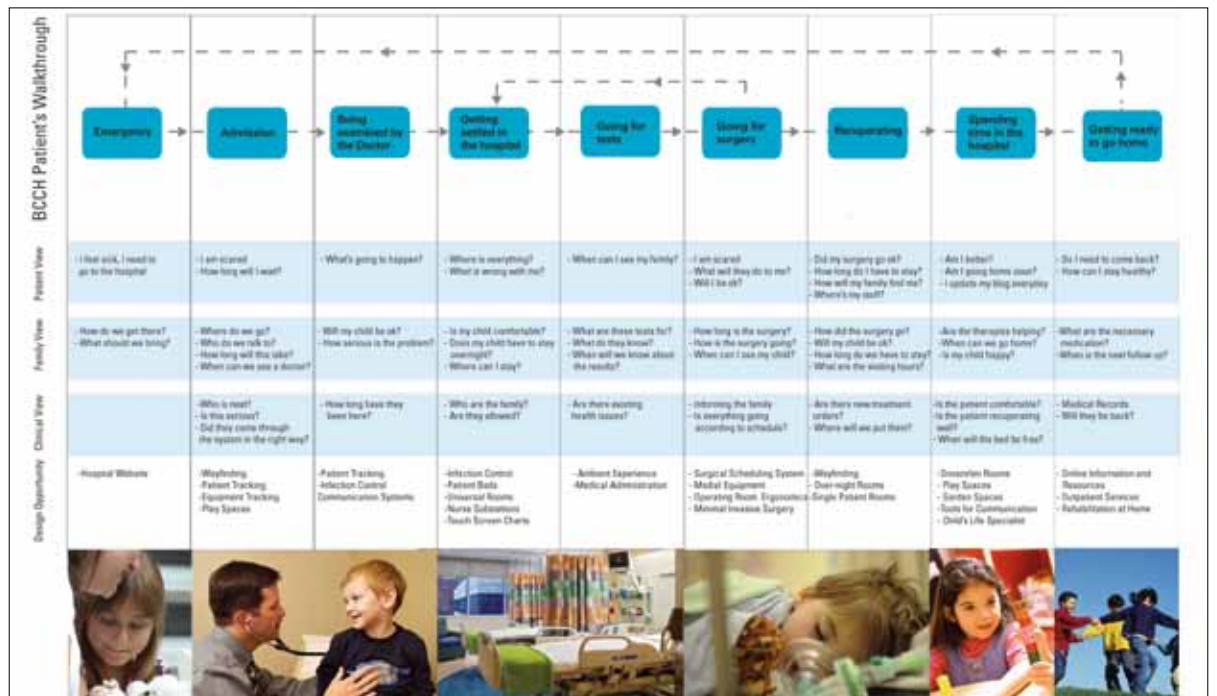 BCCH Patient's Walkthrough
Emergency
Admission
Being
examined by
the Doctor
Getting
settled in
the hospital
Going for
tests
Going for
surgery
Recuperating
Spending
time in the
hospital
Getting ready
to go home
Patient View
- I feel sick, I need to
go to the hospital
- I am scared
- How long will I wait?
- What's going to happen?
- Where is everything?
- What is wrong with me?
- When can I see my family?
- I am scared
- What will they do to me?
- Will I be ok?
- Did my surgery go ok?
- How long do I have to stay?
- How will my family find me?
- Where's my stuff?
- Am I better?
- Am I going home soon?
- I update my blog everyday
- Do I need to come back?
- How can I stay healthy?
Family View
- How do we get there?
- What should we bring?
- Where do we go?
- Who do we talk to?
- How long will this take?
- When can we see a doctor?
- Will my child be ok?
- How serious is the problem?
- Is my child comfortable?
- Does my child have to stay
overnight?
- Where can I stay?
- What are these tests for?
- What do they know?
- When will we know about
the results?
- How long is the surgery?
- How is the surgery going?
- When can I see my child?
- How did the surgery go?
- Will my child be ok?
- How long do we have to stay?
- What are the visiting hours?
- Are the therapies helping?
- When can we go home?
- Is my child happy?
- What are the necessary
medication?
- When is the next follow up?
Clinical View
- Who is next?
- Is this serious?
- Did they come through
the system in the right way?
- How long have they
been here?
- Who are the family?
- Are they allowed?
- Are there existing
health issues?
- Informing the family
- Is everything going
according to schedule?
- Are there new treatment
orders?
- Where will we put them?
- Is the patient comfortable?
- Is the patient recuperating
well?
- When will the bed be free?
- Medical Records
- Will they be back?
Design Opportunity
- Hospital Website
- Wayfinding
- Patient Tracking
- Equipment Tracking
- Play Spaces
- Patient Tracking
- Infection Control
Communication Systems
- Infection Control
- Patient Beds
- Universal Rooms
- Nurse Substations
- Touch Screen Charts
- Ambient Experience
- Medical Administration
- Surgical Scheduling System
- Medial Equipment
- Operating Room Ergonomics
- Minimal Invasive Surgery
- Wayfinding
- Over-night Rooms
- Single Patient Rooms
Rooms
- Play Spaces
- Garden Spaces
- Tools for Communication
- Child's Life Specialist
- Online Information and
Resources
- Outpatient Services
- Rehabilitation at Home